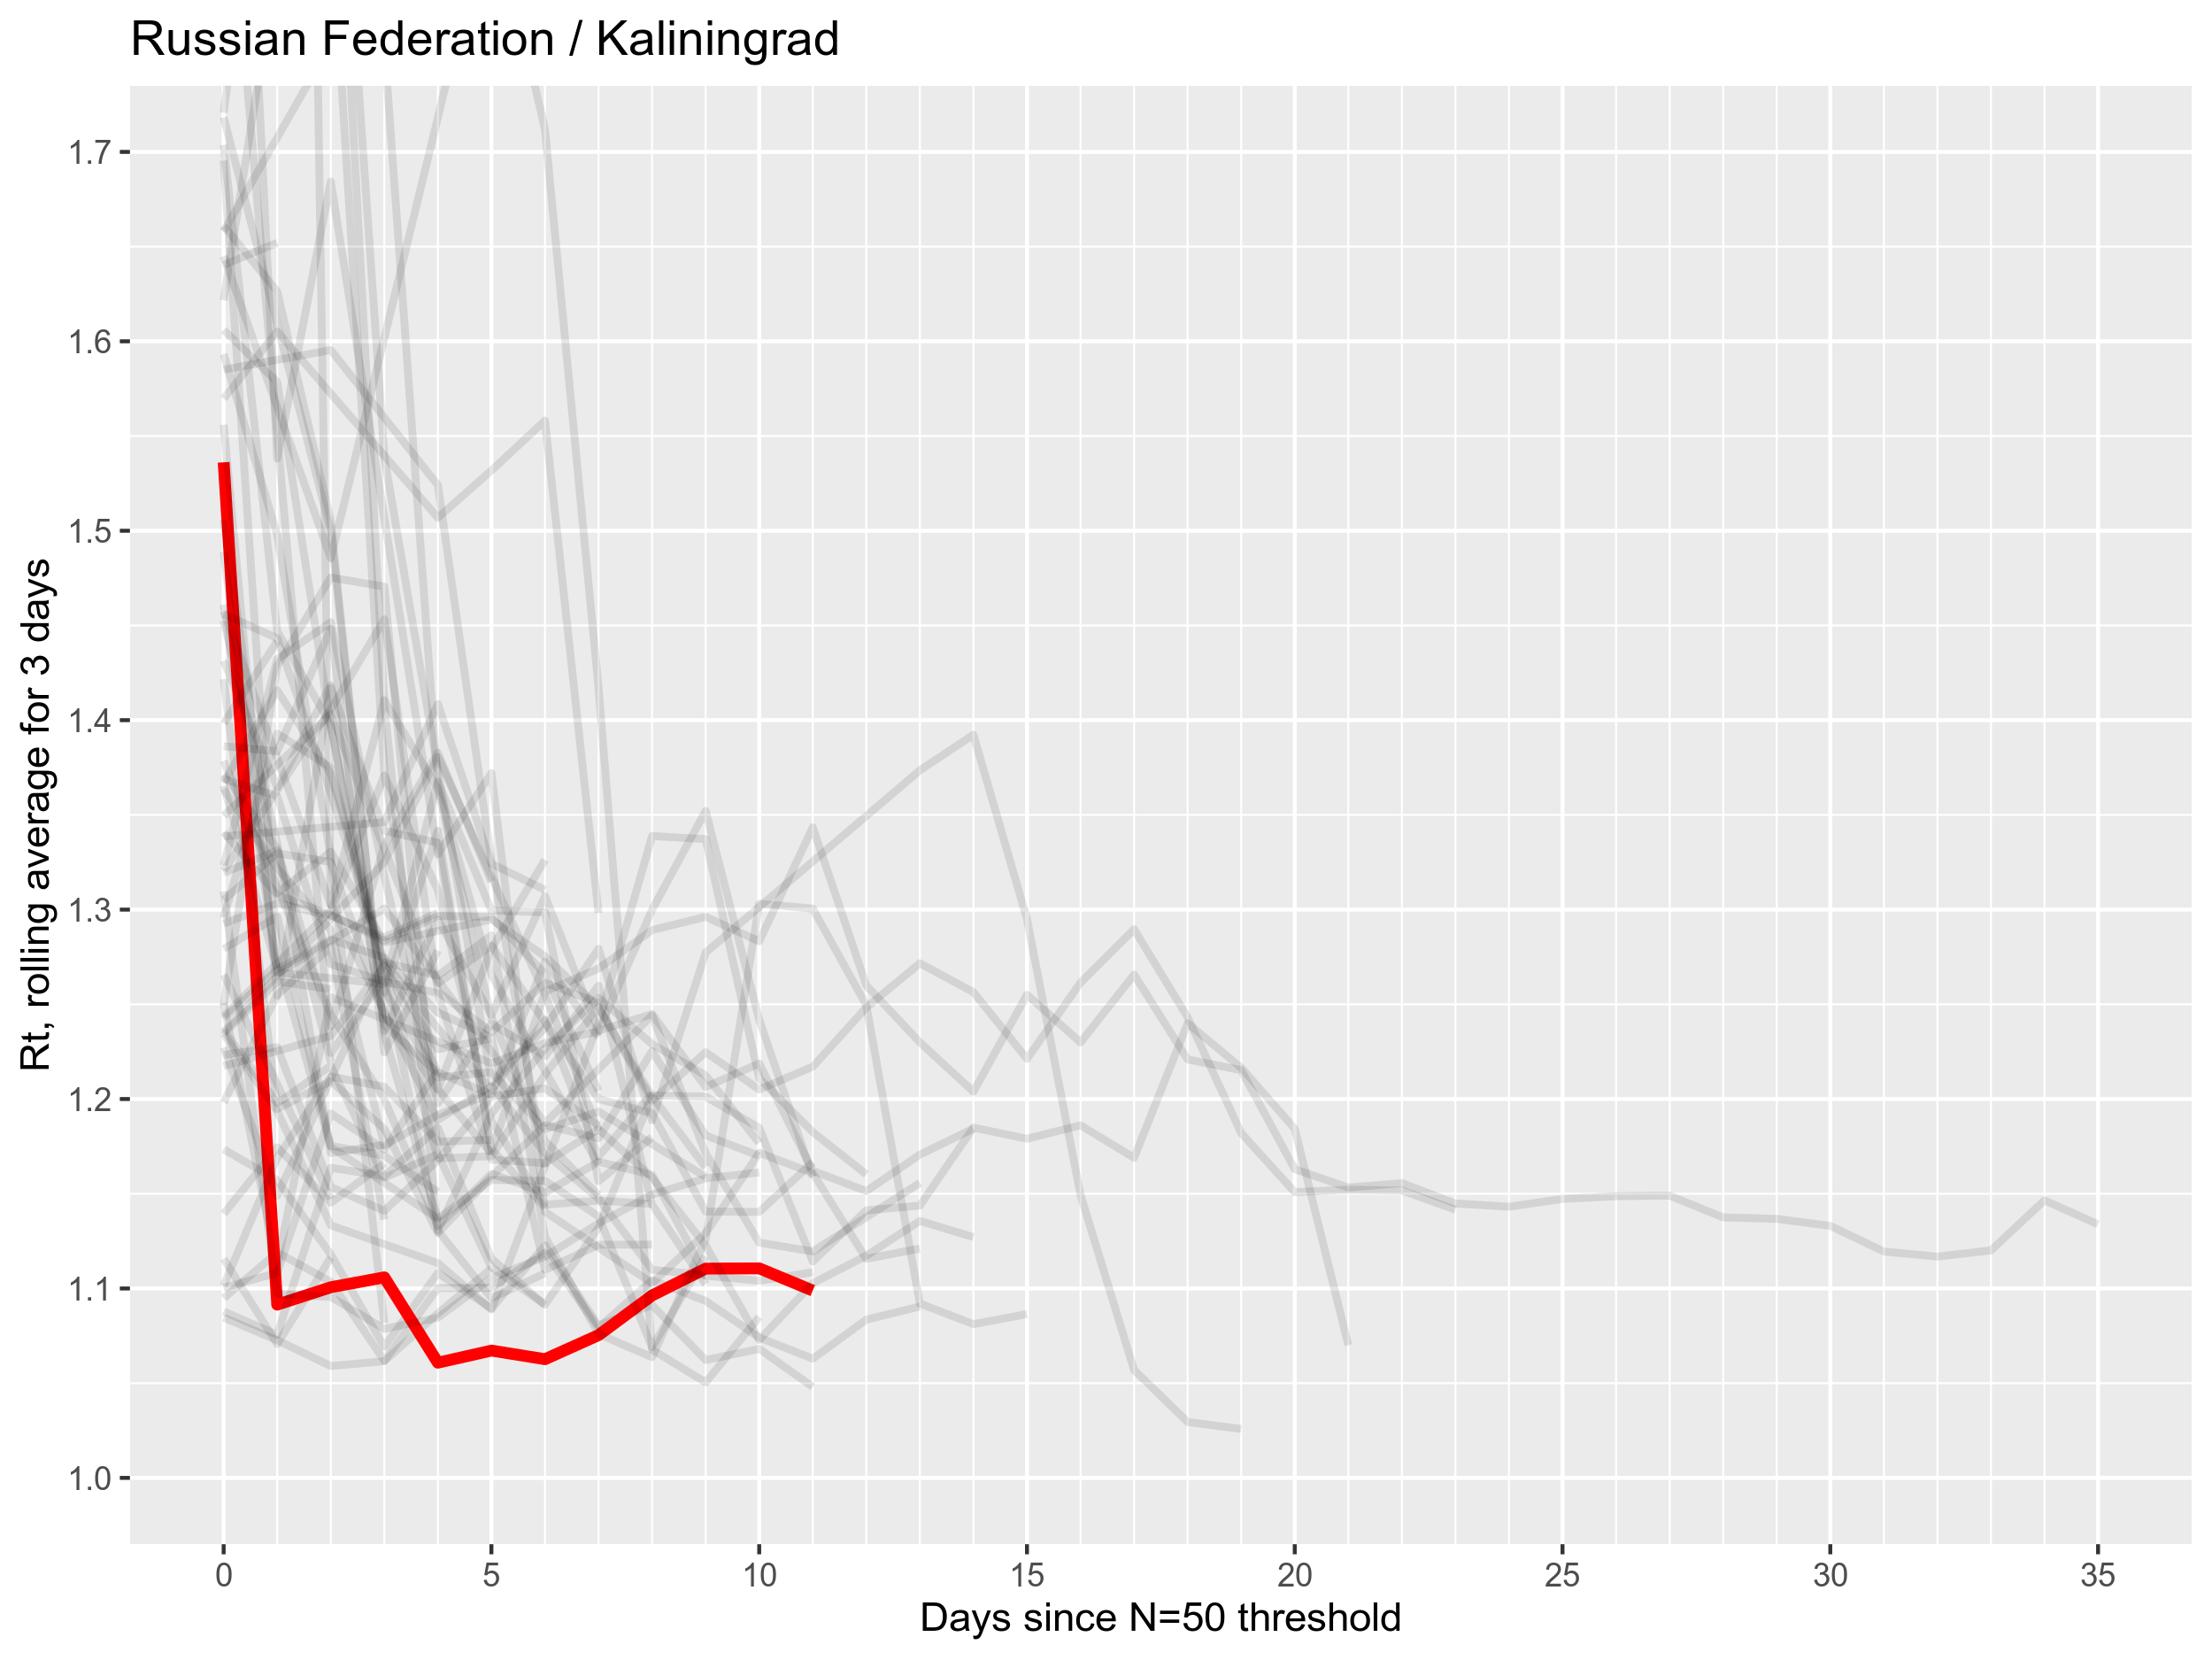 Russian Federation / Kaliningrad
Rt, rolling average for 3 days
1.7
1.6
1.5
1.4
1.3
1.2
1.1
1.0
0 5 10 15 20 25 30 35
Days since N=50 threshold